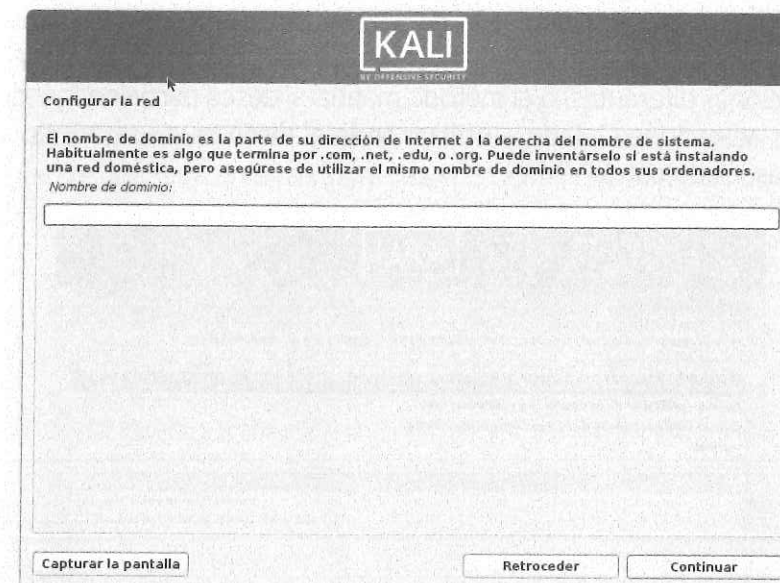 KALI
BY OFFENSIVE SECURITY
Configurar la red
El nombre de dominio es la parte de su dirección de Internet a la derecha del nombre de sistema.
Habitualmente es algo que termina por .com, .net, .edu, o .org. Puede inventárselo si está instalando
una red doméstica, pero asegúrese de utilizar el mismo nombre de dominio en todos sus ordenadores.
Nombre de dominio:
Capturar la pantalla
Retroceder
Continuar